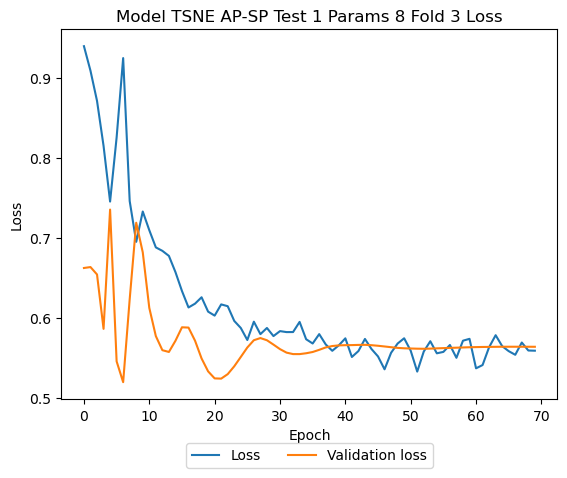 Model TSNE AP-SP Test 1 Params 8 Fold 3 Loss
0.9
0.8
0.7
0.6
0.5
Loss
0 10 20 30 40 50 60 70
Epoch
Loss Validation loss